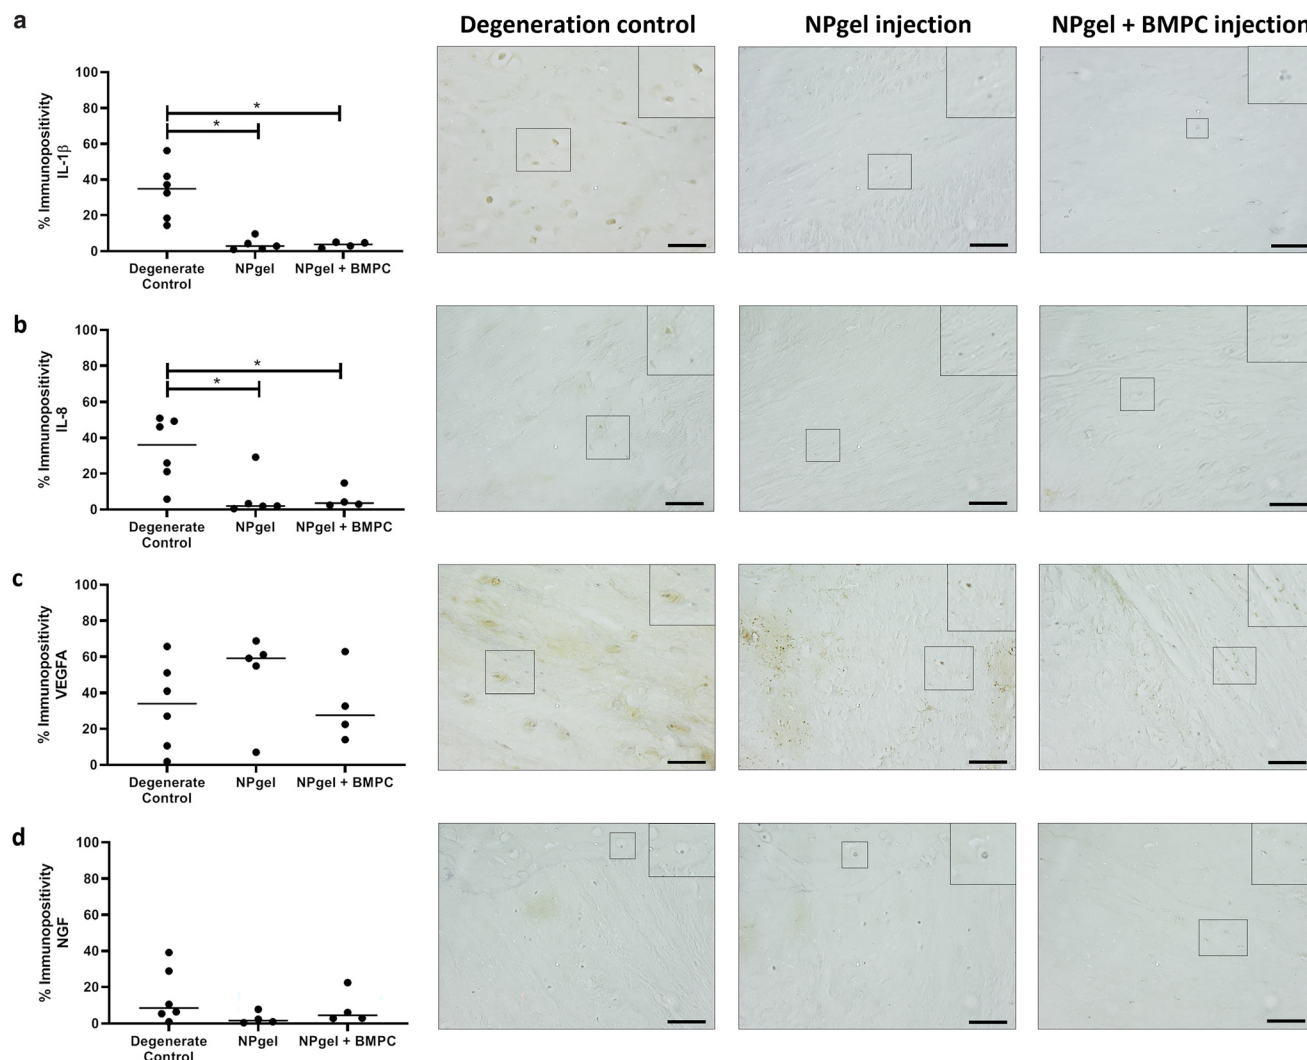 a
Degeneration control
NPgel injection
NPgel + BMPC injection
% Immunopositivity
IL-1β
100
80
60
40
20
0
*
*
Degenerate
Control
NPgel
NPgel + BMPC
b
% Immunopositivity
IL-8
100
80
60
40
20
0
*
*
Degenerate
Control
NPgel
NPgel + BMPC
c
% Immunopositivity
VEGFA
100
80
60
40
20
0
Degenerate
Control
NPgel
NPgel + BMPC
d
% Immunopositivity
NGF
100
80
60
40
20
0
Degenerate
Control
NPgel
NPgel + BMPC